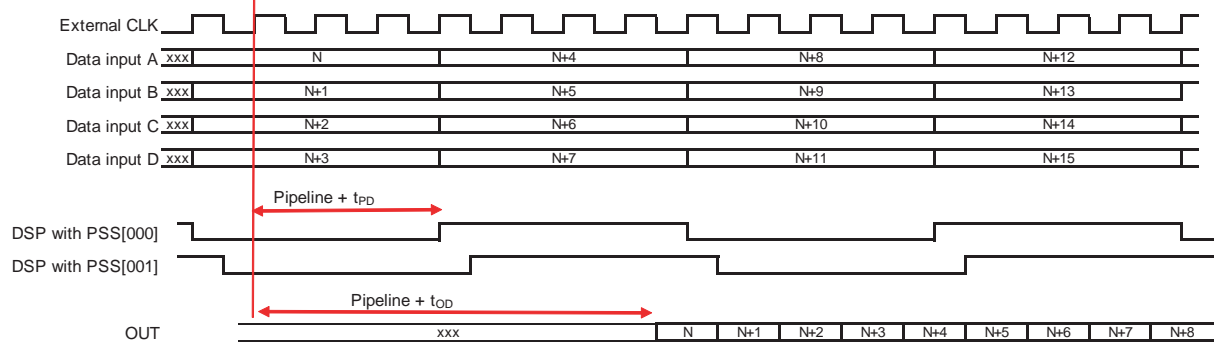 External CLK
Data input A xxx N N+4 N+8 N+12
Data input B xxx N+1 N+5 N+9 N+13
Data input C xxx N+2 N+6 N+10 N+14
Data input D xxx N+3 N+7 N+11 N+15
Pipeline + tPD
DSP with PSS[000]
DSP with PSS[001]
Pipeline + tOD
OUT xxx N N+1 N+2 N+3 N+4 N+5 N+6 N+7 N+8